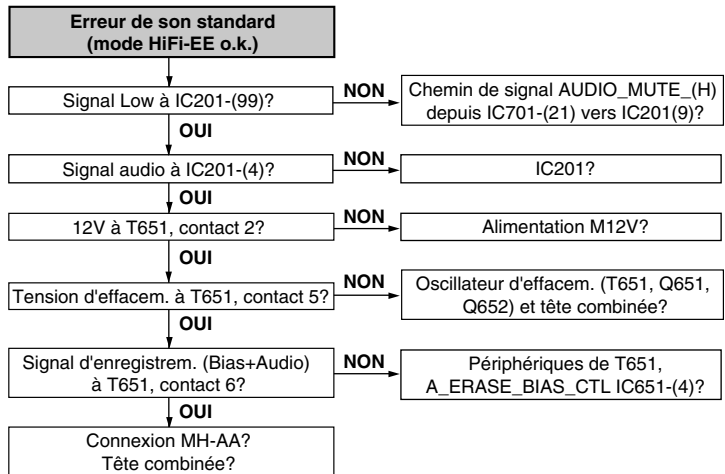 Erreur de son standard
(mode HiFi-EE o.k.)
Signal Low à IC201-(99)?
NON
Chemin de signal AUDIO_MUTE_(H)
depuis IC701-(21) vers IC201(9)?
OUI
Signal audio à IC201-(4)?
NON
IC201?
OUI
12V à T651, contact 2?
NON
Alimentation M12V?
OUI
Tension d'effacem. à T651, contact 5?
NON
Oscillateur d'effacem. (T651, Q651,
Q652) et tête combinée?
OUI
Signal d'enregistrem. (Bias+Audio)
à T651, contact 6?
NON
Périphériques de T651,
A_ERASE_BIAS_CTL IC651-(4)?
OUI
Connexion MH-AA?
Tête combinée?